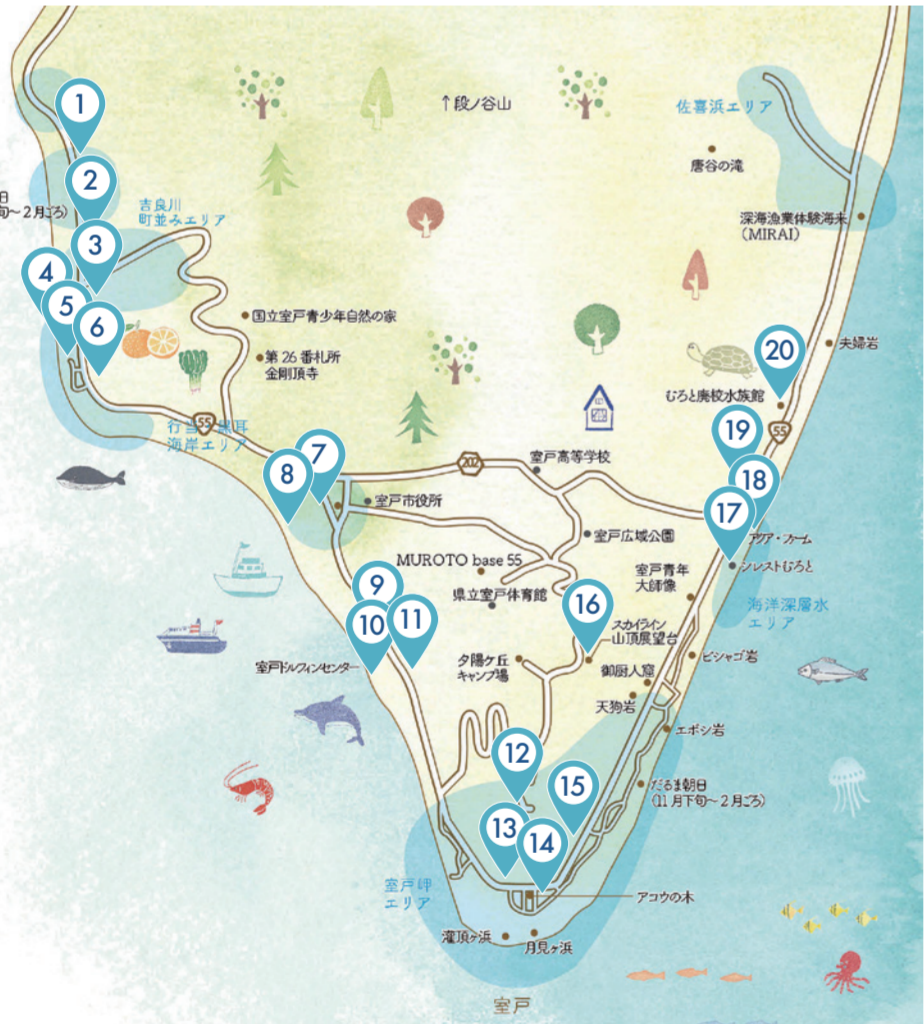 ↑段ノ谷山
佐喜浜エリア
唐谷の滝
深海漁業体験海来
(MIRAI)
1
2
日
旬〜2月ごろ)
吉良川
町並みエリア
3
4
5
6
国立室戸青少年自然の家
第26番札所
金剛頂寺
夫婦岩
20
むろと廃校水族館
55
海岸エリア
55
19
18
17
7
8
202
室戸高等学校
室戸市役所
室戸広域公園
アクア・ファーム
シレストむろと
MUROTO base 55
県立室戸体育館
室戸青年
大師像
海洋深層水
エリア
9
10
11
16
スカイライン
山頂展望台
室戸ドルフィンセンター
夕陽ヶ丘
キャンプ場
御厨人窟
ビシャゴ岩
天狗岩
エボシ岩
12
15
だるま朝日
(11月下旬〜2月ごろ)
13
14
室戸岬
エリア
アコウの木
灌頂ヶ浜
月見ヶ浜
室戸